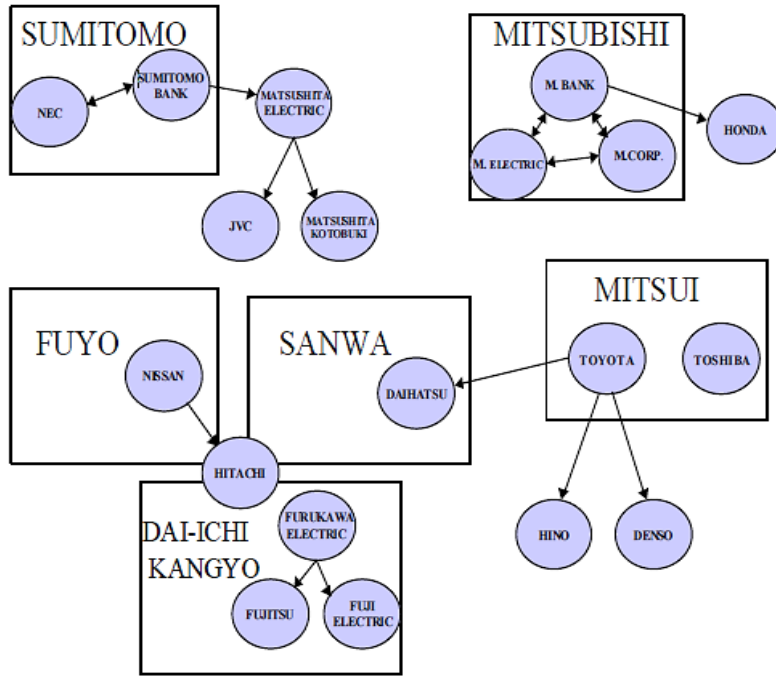 SUMITOMO
SUMITOMO
BANK
NEC
MATSUSHITA
ELECTRIC
JVC
MATSUSHITA
KOTOBUKI
MITSUBISHI
M. BANK
M. ELECTRIC
M.CORP.
HONDA
FUYO
NISSAN
SANWA
DAIHATSU
MITSUI
TOYOTA
TOSHIBA
HITACHI
HINO
DENSO
DAI-ICHI
KANGYO
FURUKAWA
ELECTRIC
FUJITSU
FUJI
ELECTRIC